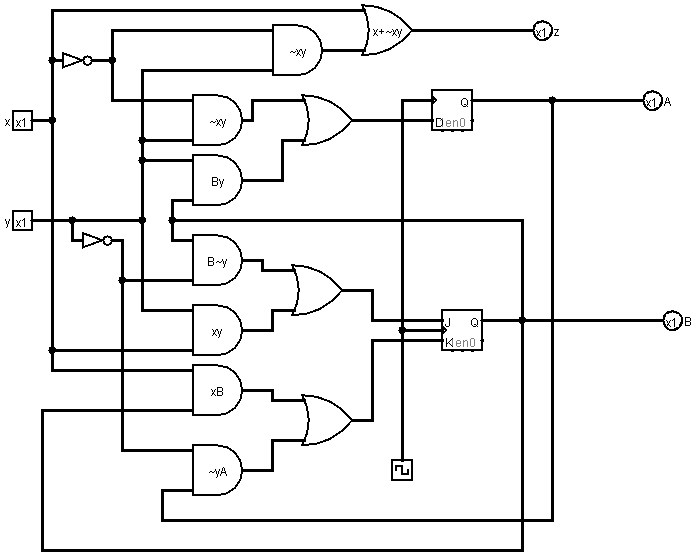 x+~xy
x1 z
~xy
~xy
x x1
Q
D en0
x1 A
By
y x1
B~y
xy
J Q
K en0
x1 B
xB
~yA